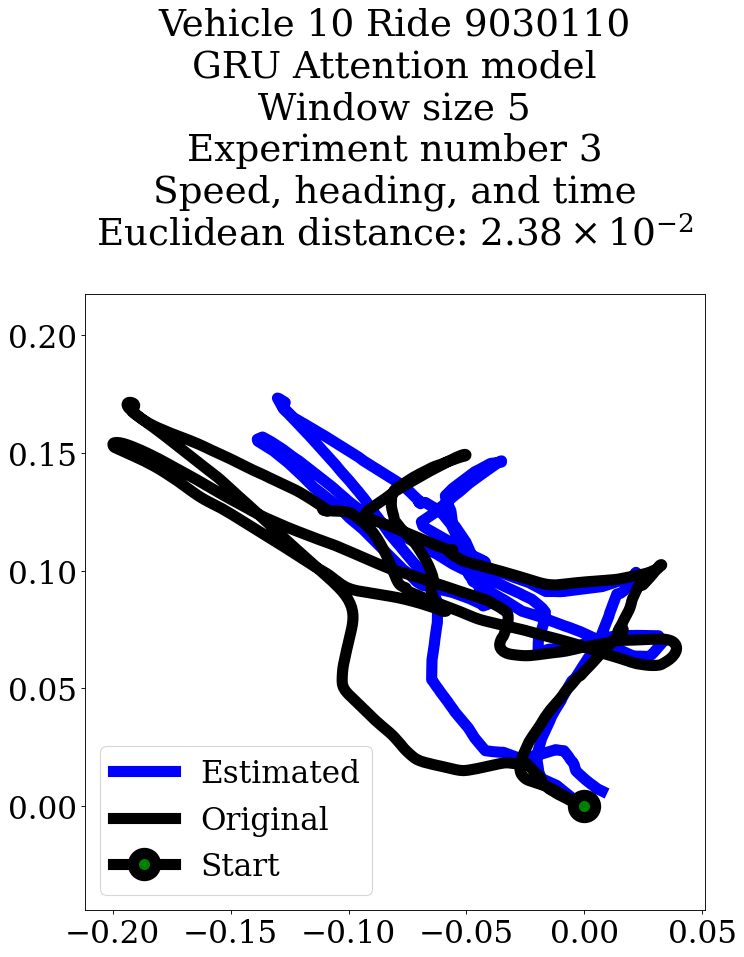 Vehicle 10 Ride 9030110
GRU Attention model
Window size 5
Experiment number 3
Speed, heading, and time
Euclidean distance: 2.38 × 10⁻²
0.20
0.15
0.10
0.05
0.00
Estimated
Original
Start
−0.20 −0.15 −0.10 −0.05 0.00 0.05